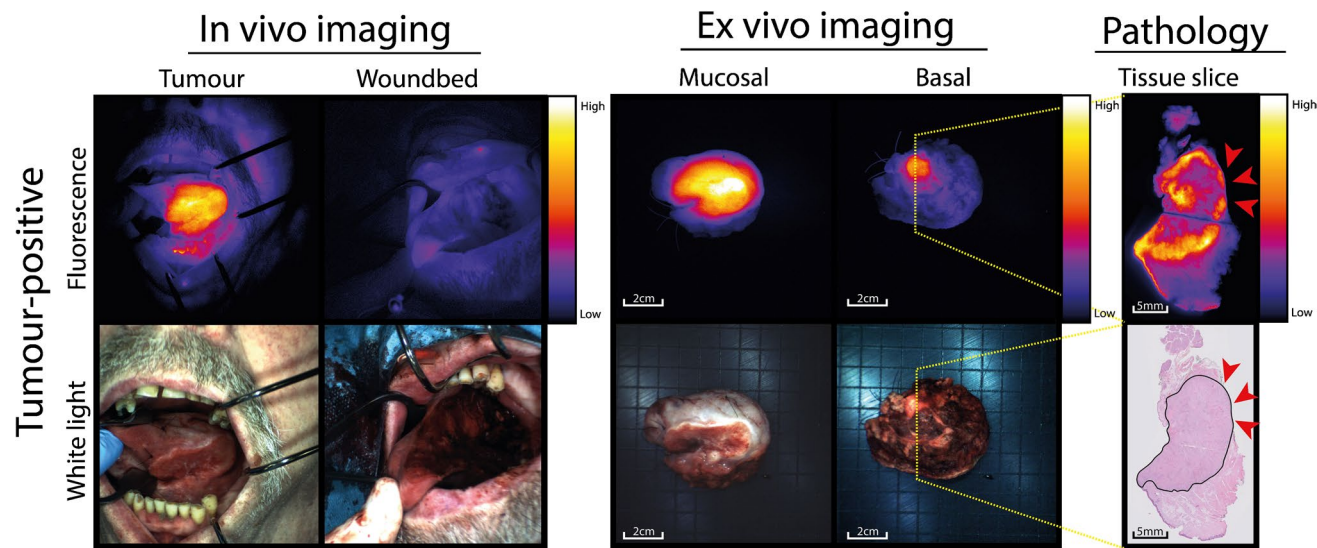 In vivo imaging
Ex vivo imaging
Pathology
Tumour
Woundbed
Mucosal
Basal
Tissue slice
Tumour-positive
Fluorescence
White light
High
Low
High
Low
High
Low
2cm
2cm
5mm
2cm
2cm
5mm